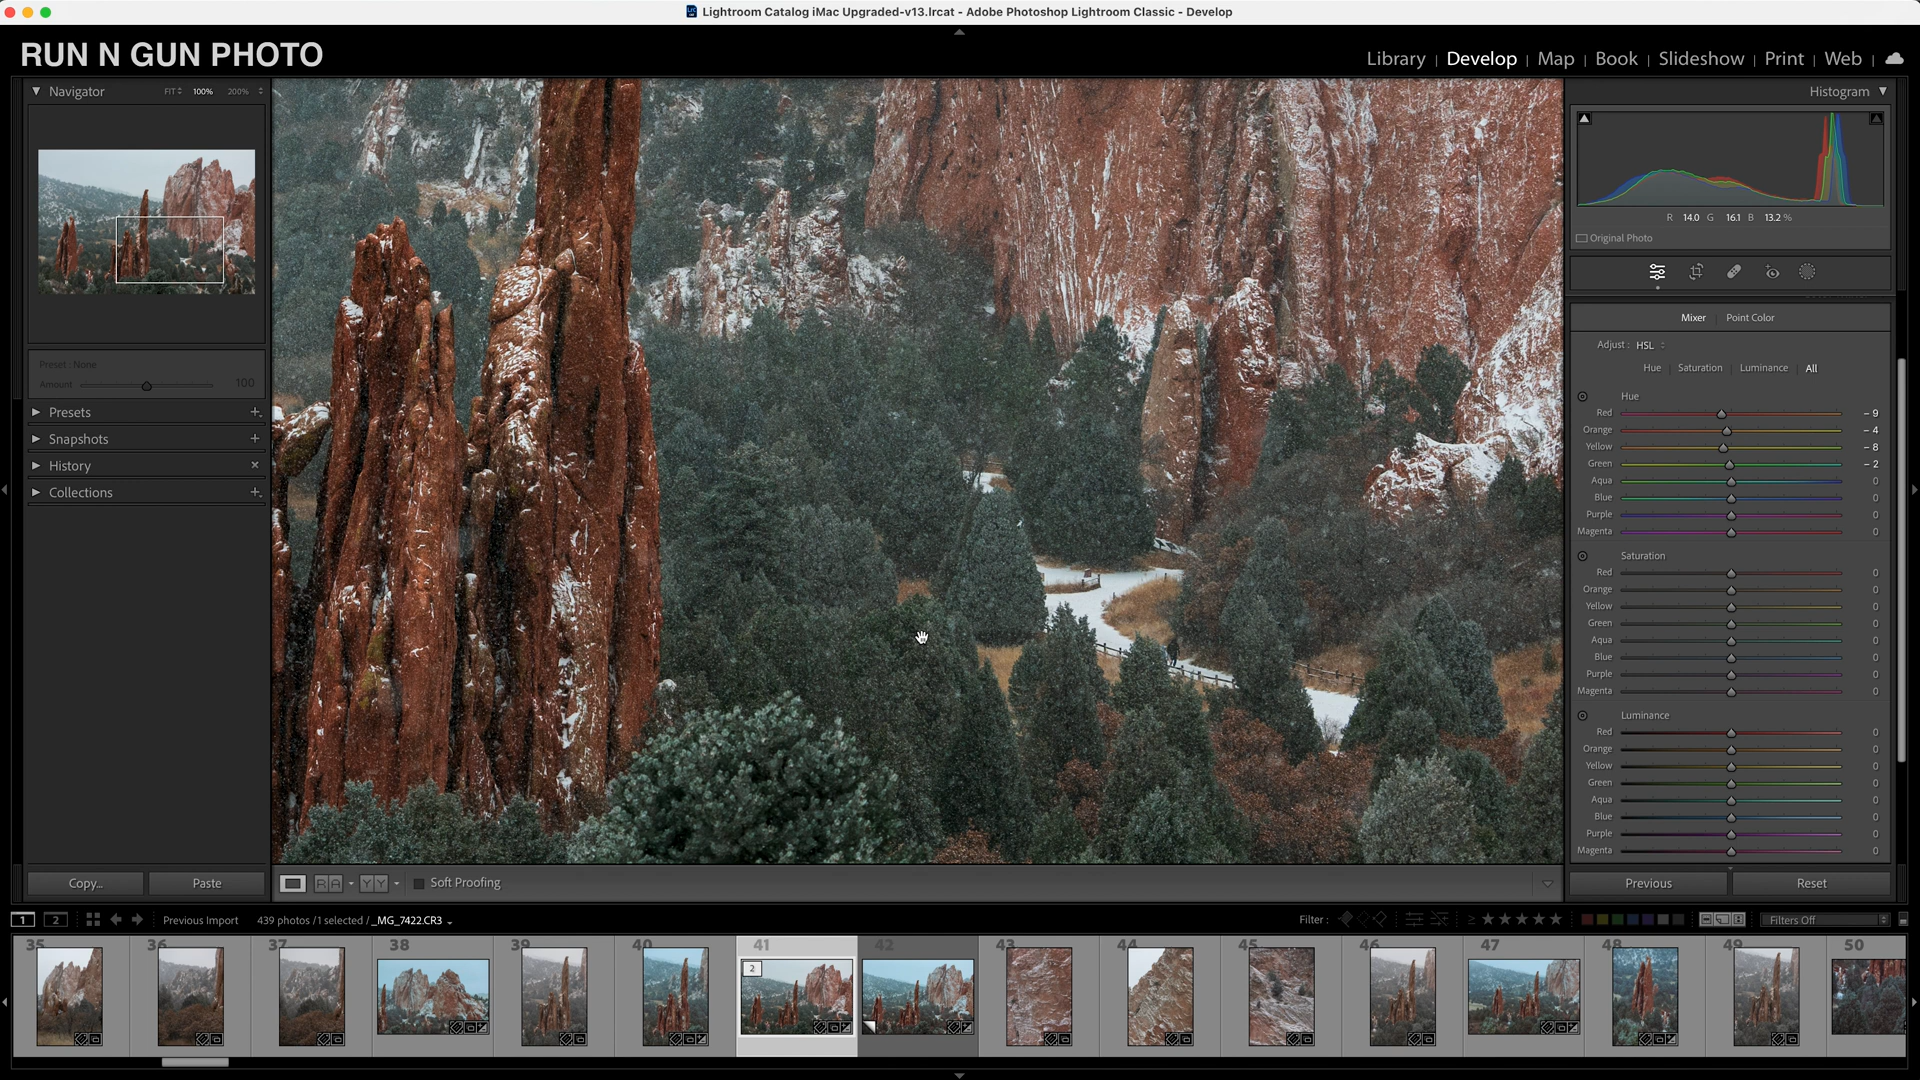 Lightroom Catalog iMac Upgraded-v13.lrcat - Adobe Photoshop Lightroom Classic - Develop
RUN N GUN PHOTO
Library | Develop | Map | Book | Slideshow | Print | Web |
Navigator FIT 100% 200%
Histogram
R 14.0 G 16.1 B 13.2 %
Original Photo
Mixer Point Color
Adjust : HSL
Hue Saturation Luminance All
Hue
Red - 9
Orange - 4
Yellow - 8
Green - 2
Aqua 0
Blue 0
Purple 0
Magenta 0
Saturation
Red 0
Orange 0
Yellow 0
Green 0
Aqua 0
Blue 0
Purple 0
Magenta 0
Luminance
Red 0
Orange 0
Yellow 0
Green 0
Aqua 0
Blue 0
Purple 0
Magenta 0
Preset : None
Amount 100
Presets
Snapshots
History
Collections
Copy... Paste
R A Y Y Soft Proofing
Previous Reset
1 2 Previous Import 439 photos / 1 selected / _MG_7422.CR3
Filter : Filters Off
35 36 37 38 39 40 41 42 43 44 45 46 47 48 49 50
2